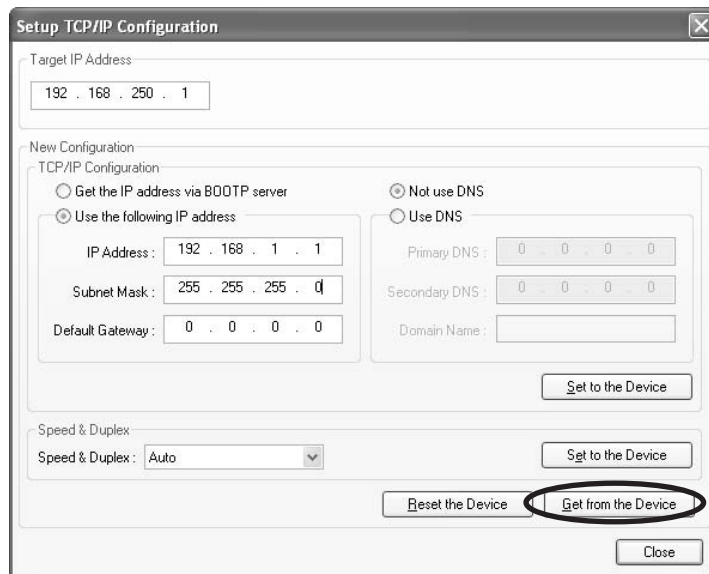 Setup TCP/IP Configuration
Target IP Address
192 . 168 . 250 . 1
New Configuration
TCP/IP Configuration
Get the IP address via BOOTP server
Use the following IP address
IP Address : 192 . 168 . 1 . 1
Subnet Mask : 255 . 255 . 255 . 0
Default Gateway : 0 . 0 . 0 . 0
Not use DNS
Use DNS
Primary DNS : 0 . 0 . 0 . 0
Secondary DNS : 0 . 0 . 0 . 0
Domain Name :
Set to the Device
Speed & Duplex
Speed & Duplex : Auto
Set to the Device
Reset the Device Get from the Device
Close